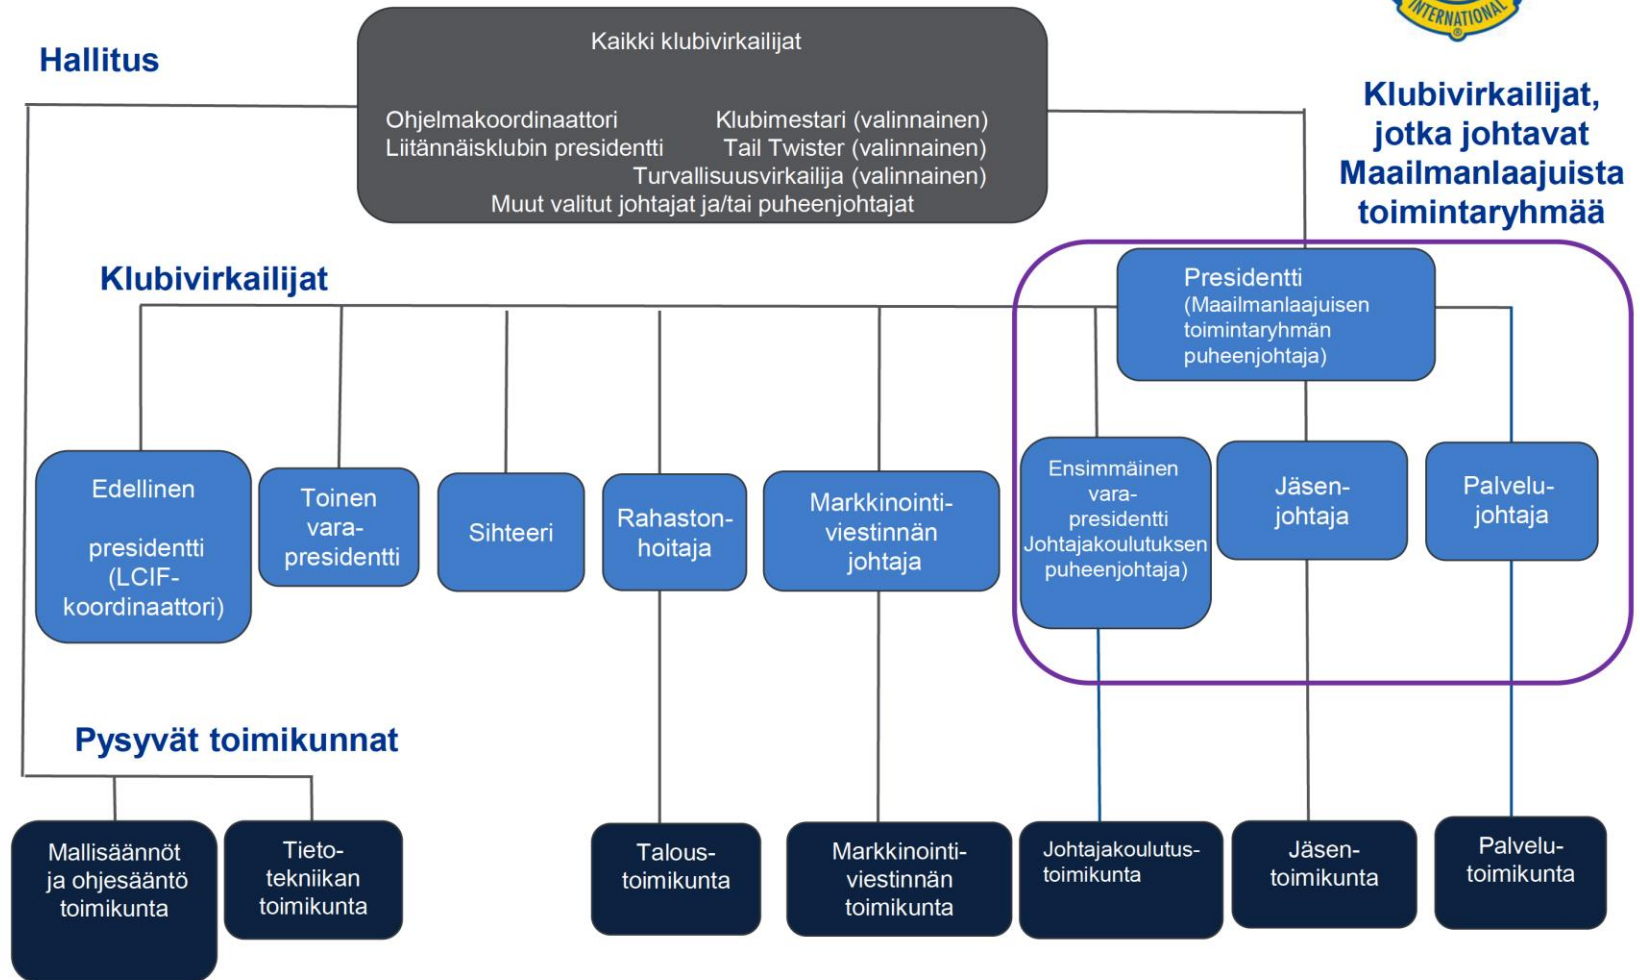 INTERNATIONAL
®
Hallitus
Kaikki klubivirkailijat
Ohjelmakoordinaattori Klubimestari (valinnainen)
Liitännäisklubin presidentti Tail Twister (valinnainen)
Turvallisuusvirkailija (valinnainen)
Muut valitut johtajat ja/tai puheenjohtajat
Klubivirkailijat,
jotka johtavat
Maailmanlaajuista
toimintaryhmää
Klubivirkailijat
Presidentti
(Maailmanlaajuisen
toimintaryhmän
puheenjohtaja)
Edellinen
presidentti
(LCIF-
koordinaattori)
Toinen
vara-
presidentti
Sihteeri
Rahaston-
hoitaja
Markkinointi-
viestinnän
johtaja
Ensimmäinen
vara-
presidentti
Johtajakoulutuksen
puheenjohtaja)
Jäsen-
johtaja
Palvelu-
johtaja
Pysyvät toimikunnat
Mallisäännöt
ja ohjesääntö
toimikunta
Tieto-
tekniikan
toimikunta
Talous-
toimikunta
Markkinointi-
viestinnän
toimikunta
Johtajakoulutus-
toimikunta
Jäsen-
toimikunta
Palvelu-
toimikunta